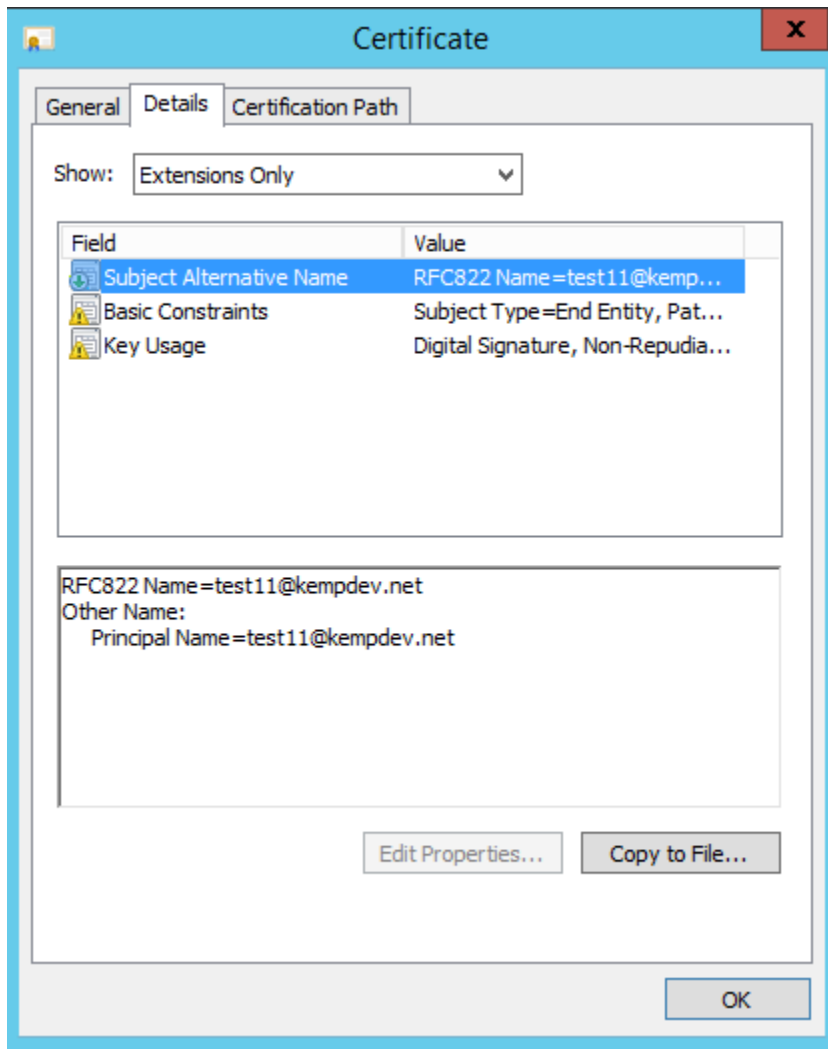 Certificate
x
General Details Certification Path
Show: Extensions Only
Field Value
Subject Alternative Name RFC822 Name=test11@kemp...
Basic Constraints Subject Type=End Entity, Pat...
Key Usage Digital Signature, Non-Repudia...
RFC822 Name=test11@kempdev.net
Other Name:
Principal Name=test11@kempdev.net
Edit Properties... Copy to File...
OK